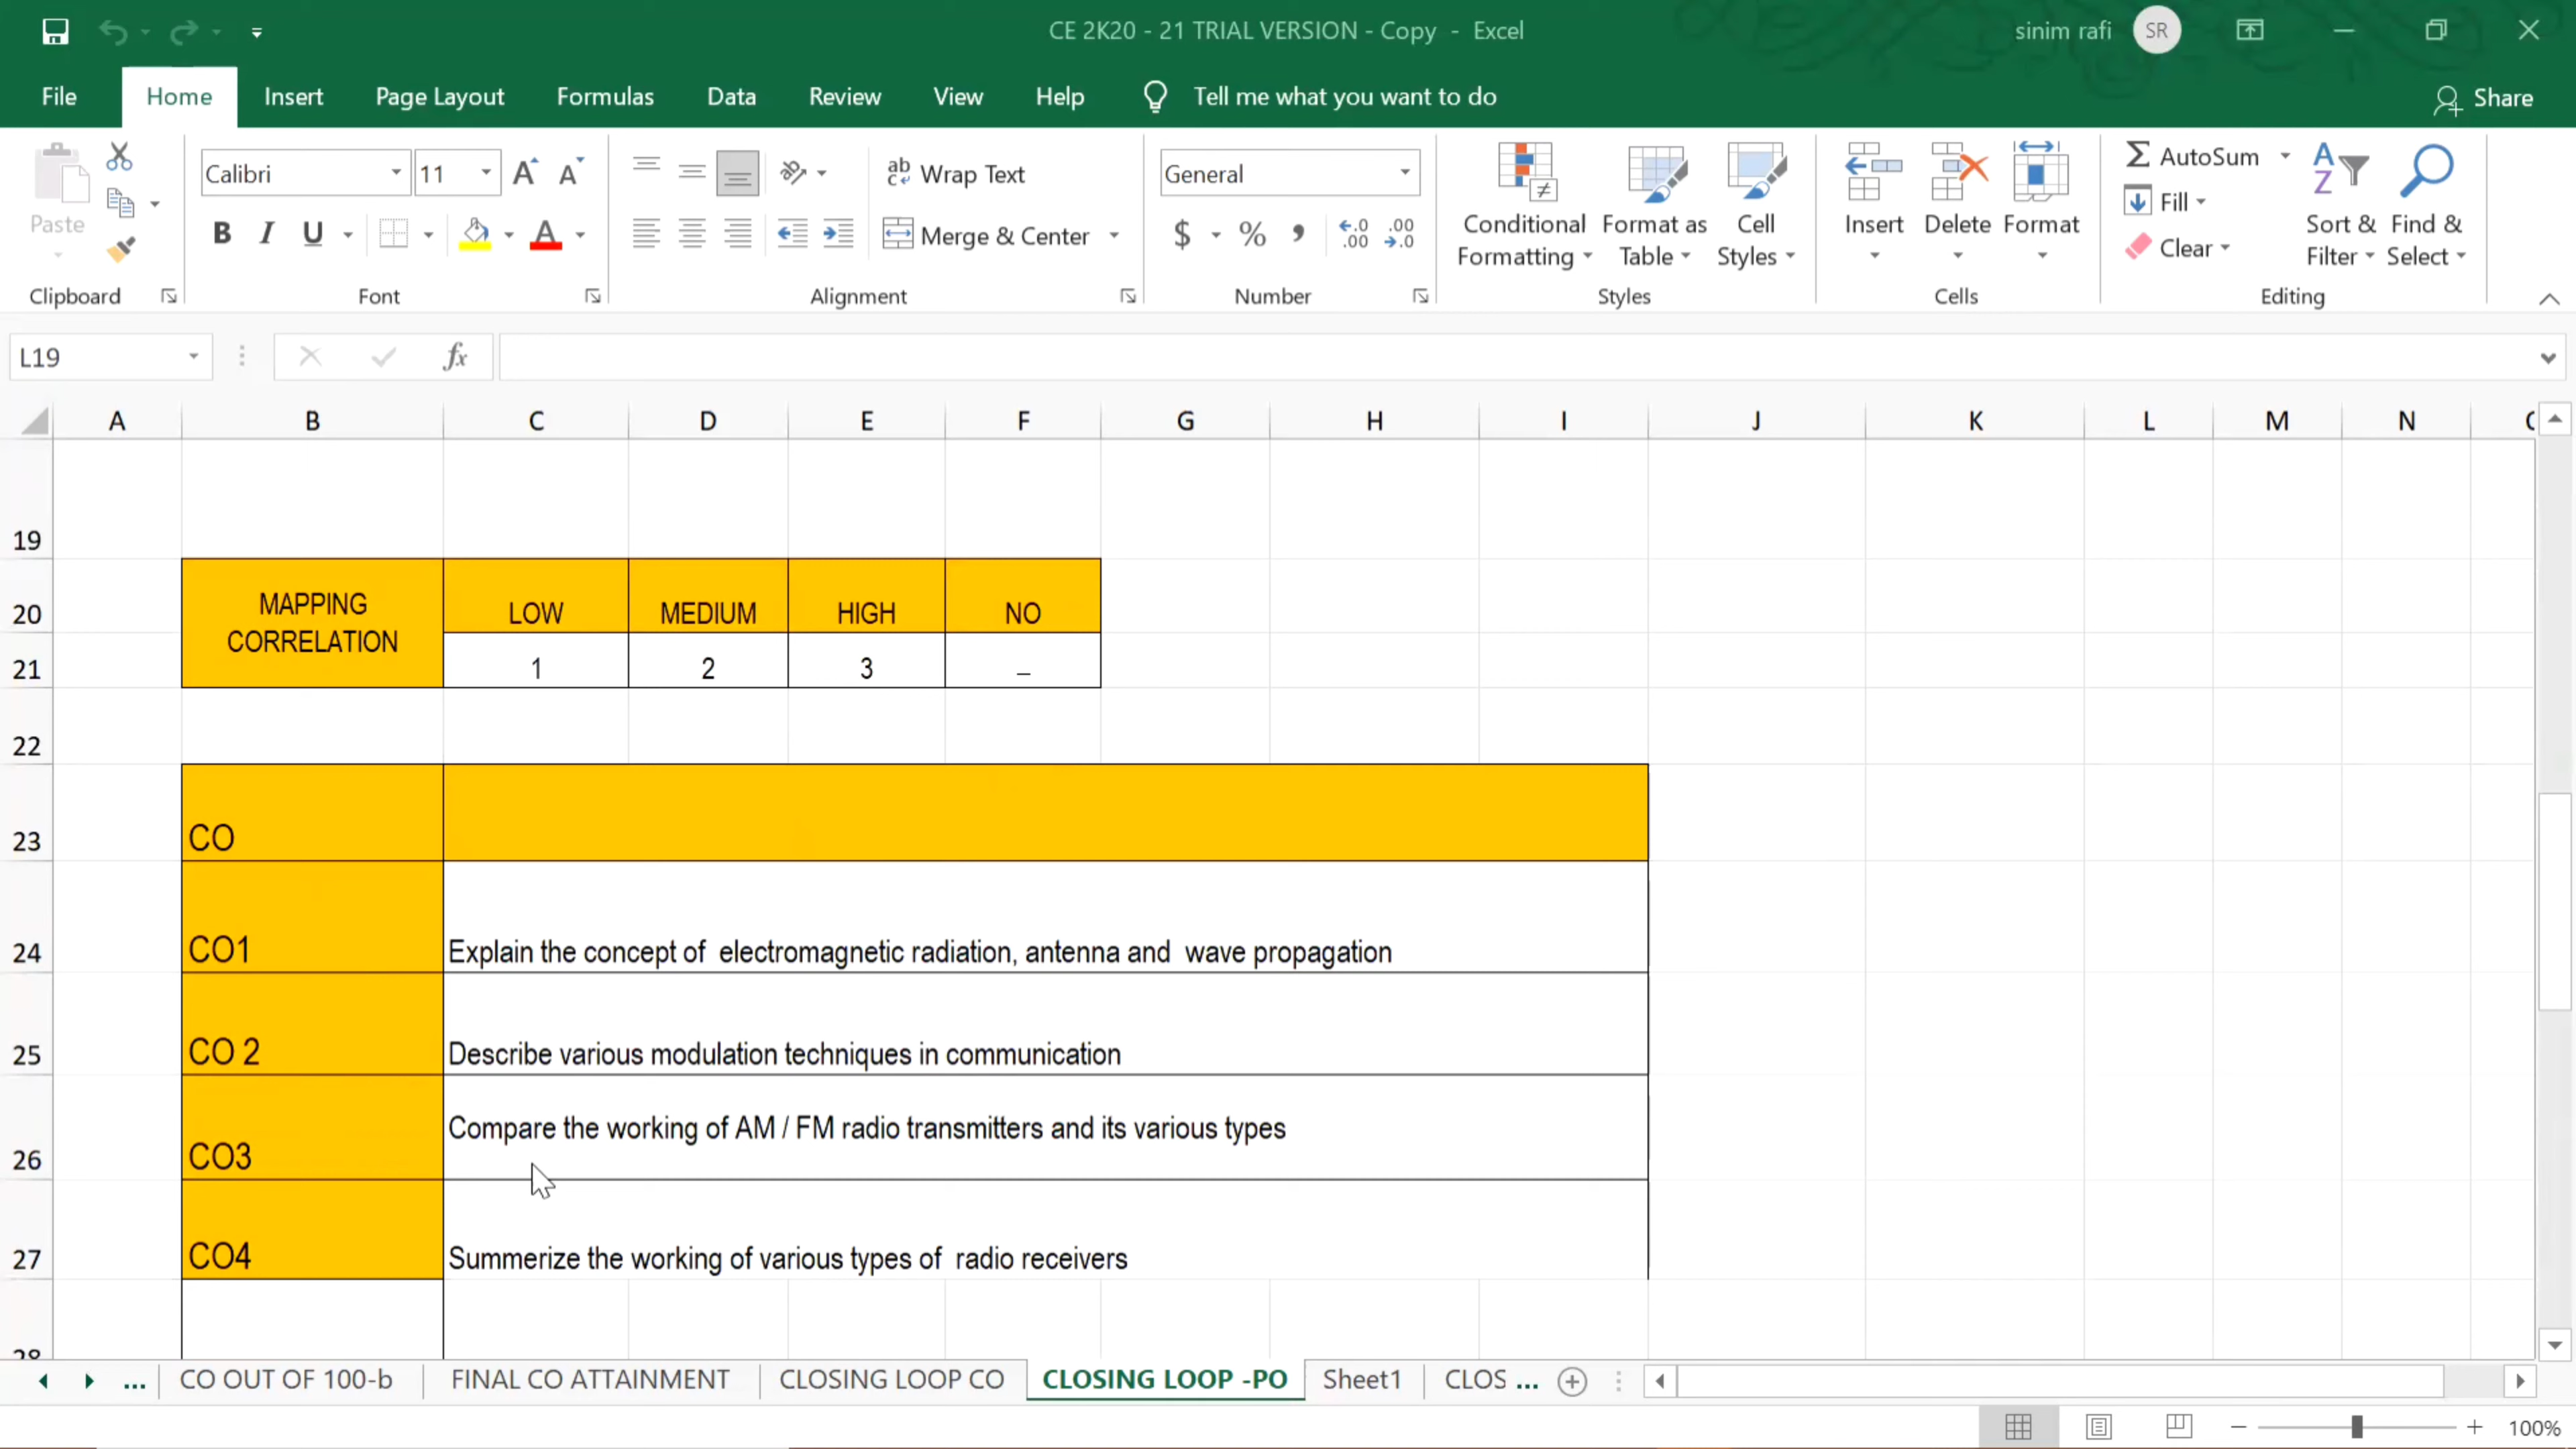 CE 2K20 - 21 TRIAL VERSION - Copy - Excel
sinim rafi SR
File Home Insert Page Layout Formulas Data Review View Help Tell me what you want to do Share
Paste
Clipboard
Calibri 11 A A
B I U A
Font
ab Wrap Text
Merge & Center
Alignment
General
$ % , .0 .00 .00 .0
Number
Conditional Formatting
Format as Table
Cell Styles
Styles
Insert Delete Format
Cells
Σ AutoSum
Fill
Clear
Sort & Filter
Find & Select
Editing
L19 fx
A B C D E F G H I J K L M N
19
20 MAPPING CORRELATION LOW MEDIUM HIGH NO
21 1 2 3 _
22
23 CO
24 CO1 Explain the concept of electromagnetic radiation, antenna and wave propagation
25 CO 2 Describe various modulation techniques in communication
26 CO3 Compare the working of AM / FM radio transmitters and its various types
27 CO4 Summerize the working of various types of radio receivers
28
... CO OUT OF 100-b FINAL CO ATTAINMENT CLOSING LOOP CO CLOSING LOOP -PO Sheet1 CLOS ...
100%